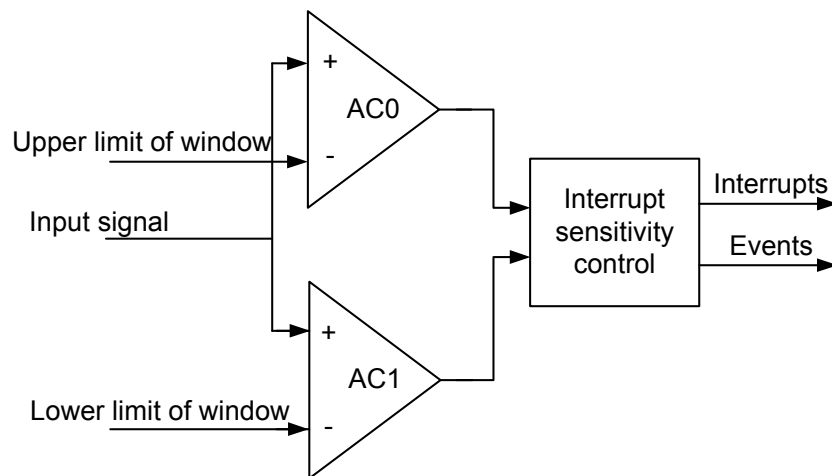 +
AC0
Upper limit of window
-
Input signal
Interrupt
sensitivity
control
Interrupts
Events
+
AC1
Lower limit of window
-